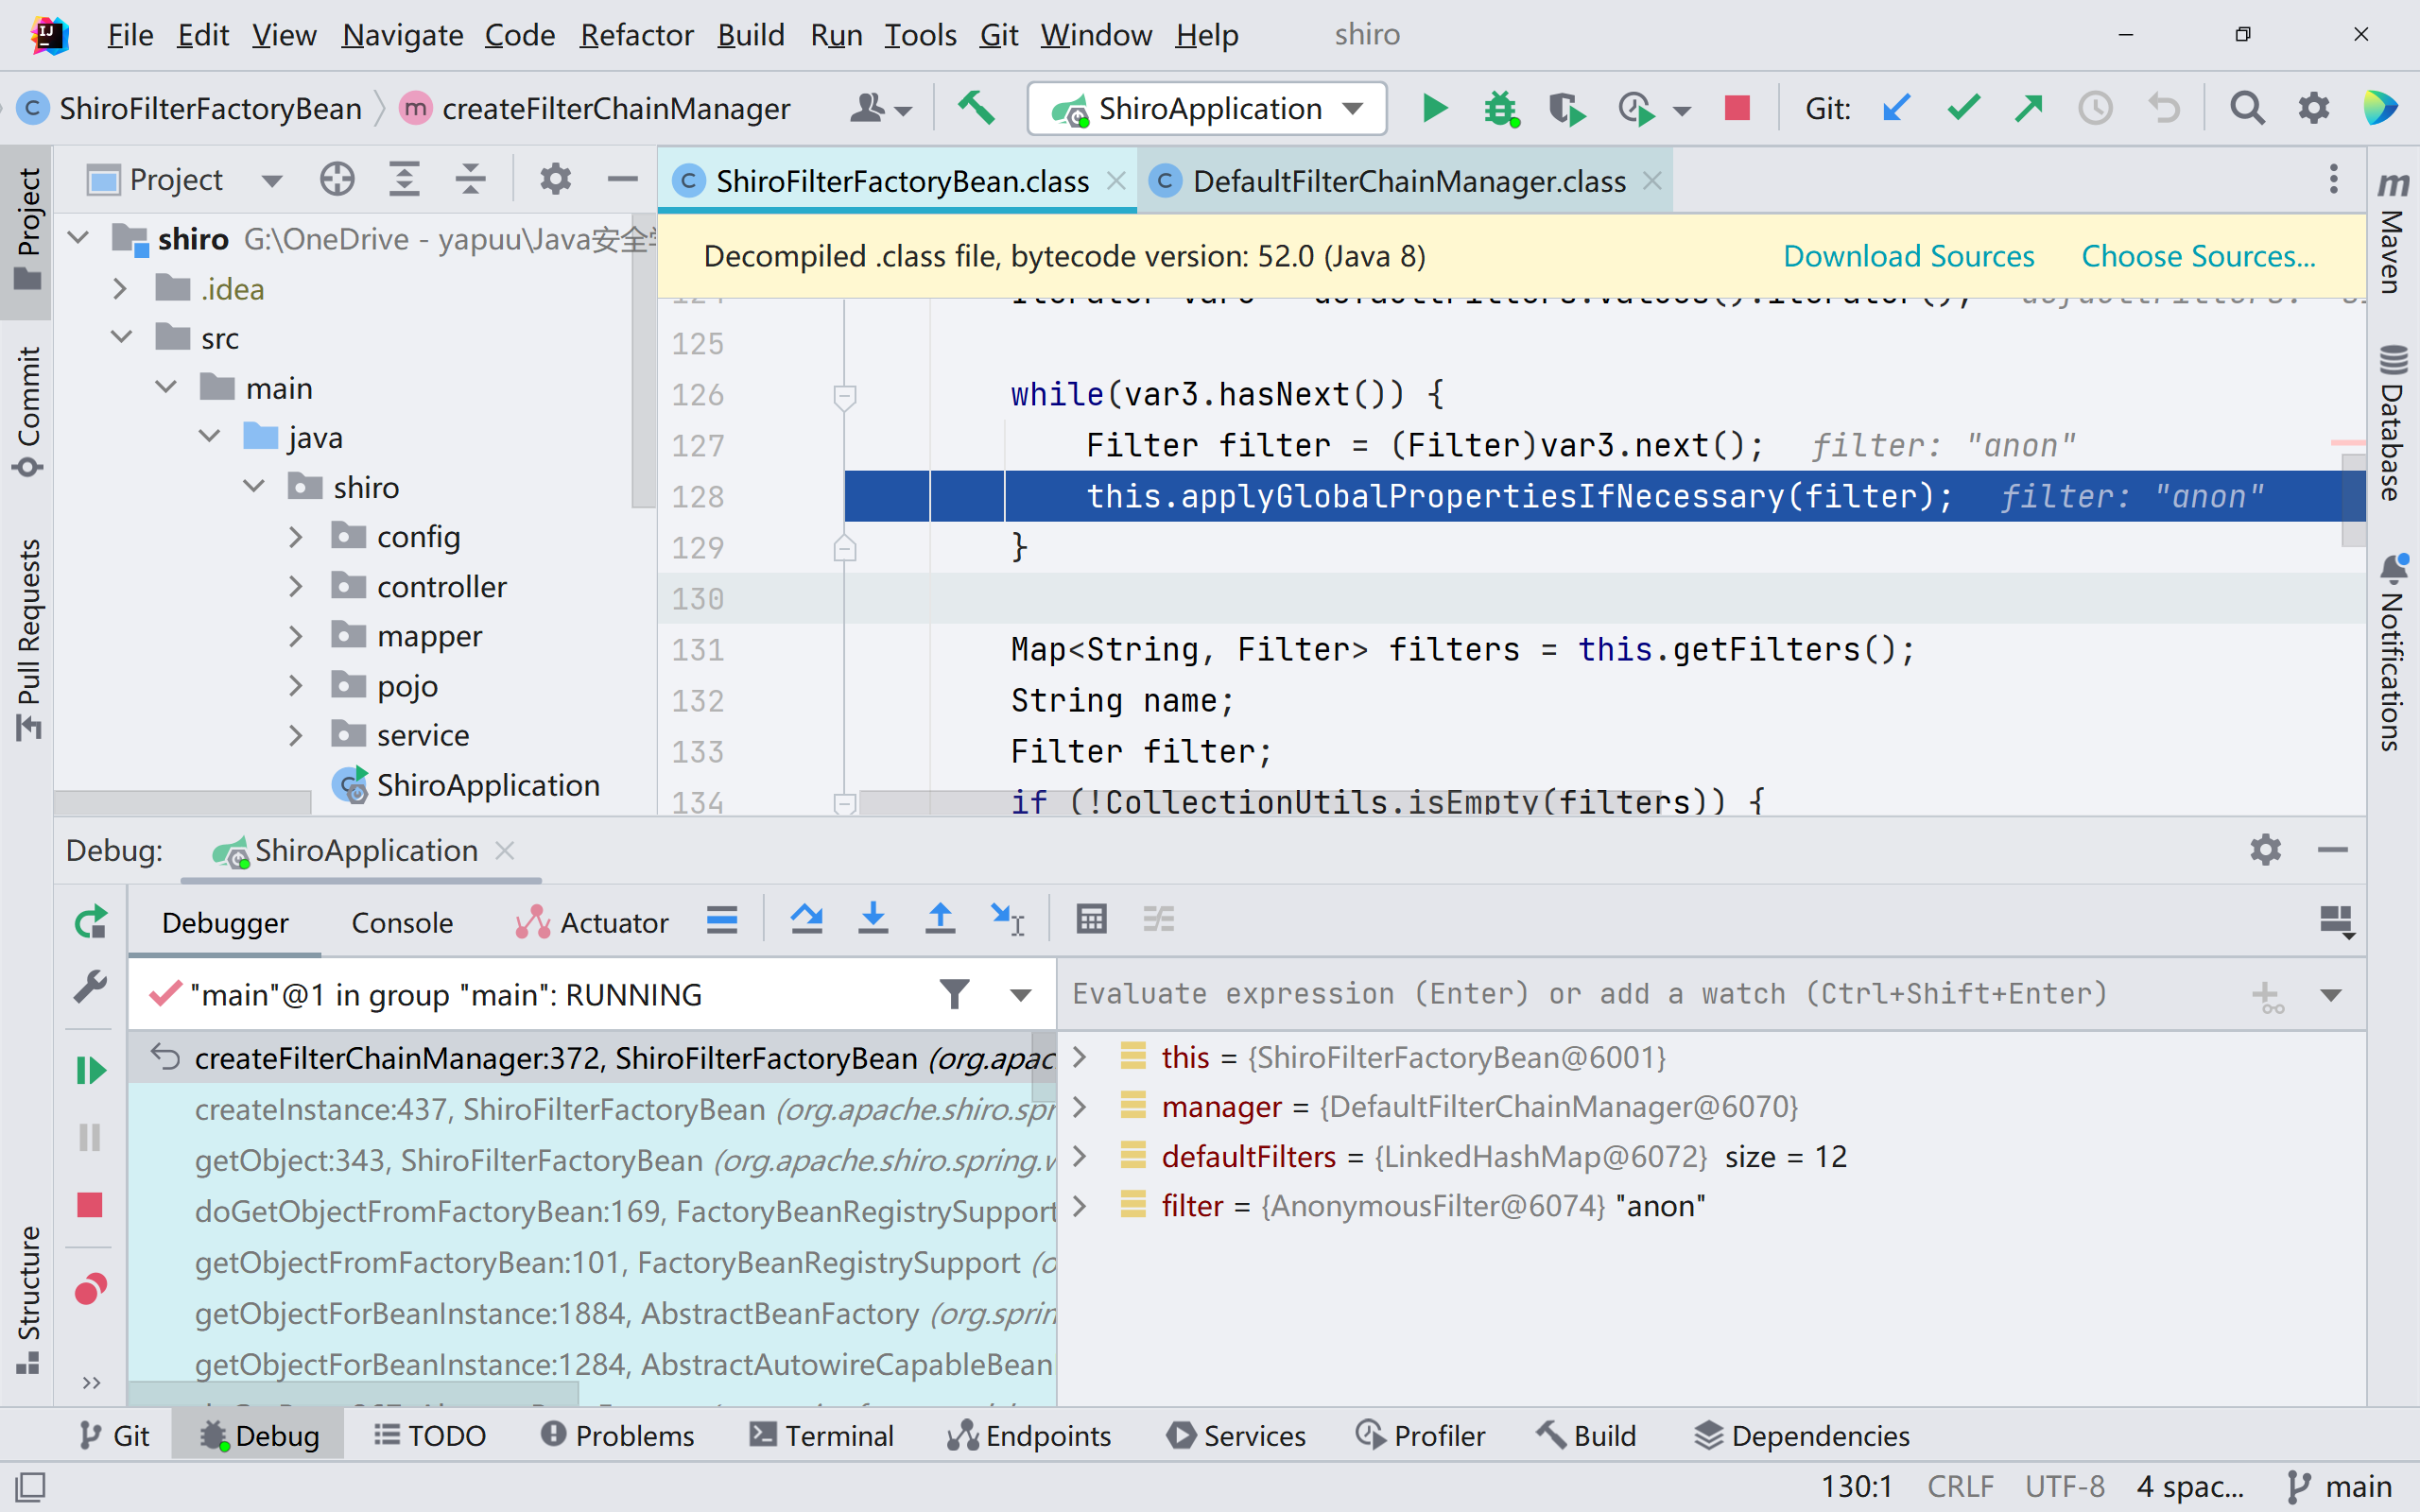 File Edit View Navigate Code Refactor Build Run Tools Git Window Help shiro
ShiroFilterFactoryBean createFilterChainManager ShiroApplication Git:
Project
ShiroFilterFactoryBean.class DefaultFilterChainManager.class
Decompiled .class file, bytecode version: 52.0 (Java 8) Download Sources Choose Sources...
shiro G:\OneDrive - yapuu\Java安全
.idea
src
main
java
shiro
config
controller
mapper
pojo
service
ShiroApplication
125
126 while(var3.hasNext()) {
127 Filter filter = (Filter)var3.next(); filter: "anon"
128 this.applyGlobalPropertiesIfNecessary(filter); filter: "anon"
129 }
130
131 Map<String, Filter> filters = this.getFilters();
132 String name;
133 Filter filter;
134 if (!CollectionUtils.isEmpty(filters)) {
Project
Commit
Pull Requests
Structure
Maven
Database
Notifications
Debug: ShiroApplication
Debugger Console Actuator
"main"@1 in group "main": RUNNING
Evaluate expression (Enter) or add a watch (Ctrl+Shift+Enter)
createFilterChainManager:372, ShiroFilterFactoryBean (org.apac
createInstance:437, ShiroFilterFactoryBean (org.apache.shiro.spr
getObject:343, ShiroFilterFactoryBean (org.apache.shiro.spring.v
doGetObjectFromFactoryBean:169, FactoryBeanRegistrySupport
getObjectFromFactoryBean:101, FactoryBeanRegistrySupport (o
getObjectForBeanInstance:1884, AbstractBeanFactory (org.sprin
getObjectForBeanInstance:1284, AbstractAutowireCapableBean
this = {ShiroFilterFactoryBean@6001}
manager = {DefaultFilterChainManager@6070}
defaultFilters = {LinkedHashMap@6072} size = 12
filter = {AnonymousFilter@6074} "anon"
Git Debug TODO Problems Terminal Endpoints Services Profiler Build Dependencies
130:1 CRLF UTF-8 4 spac... main